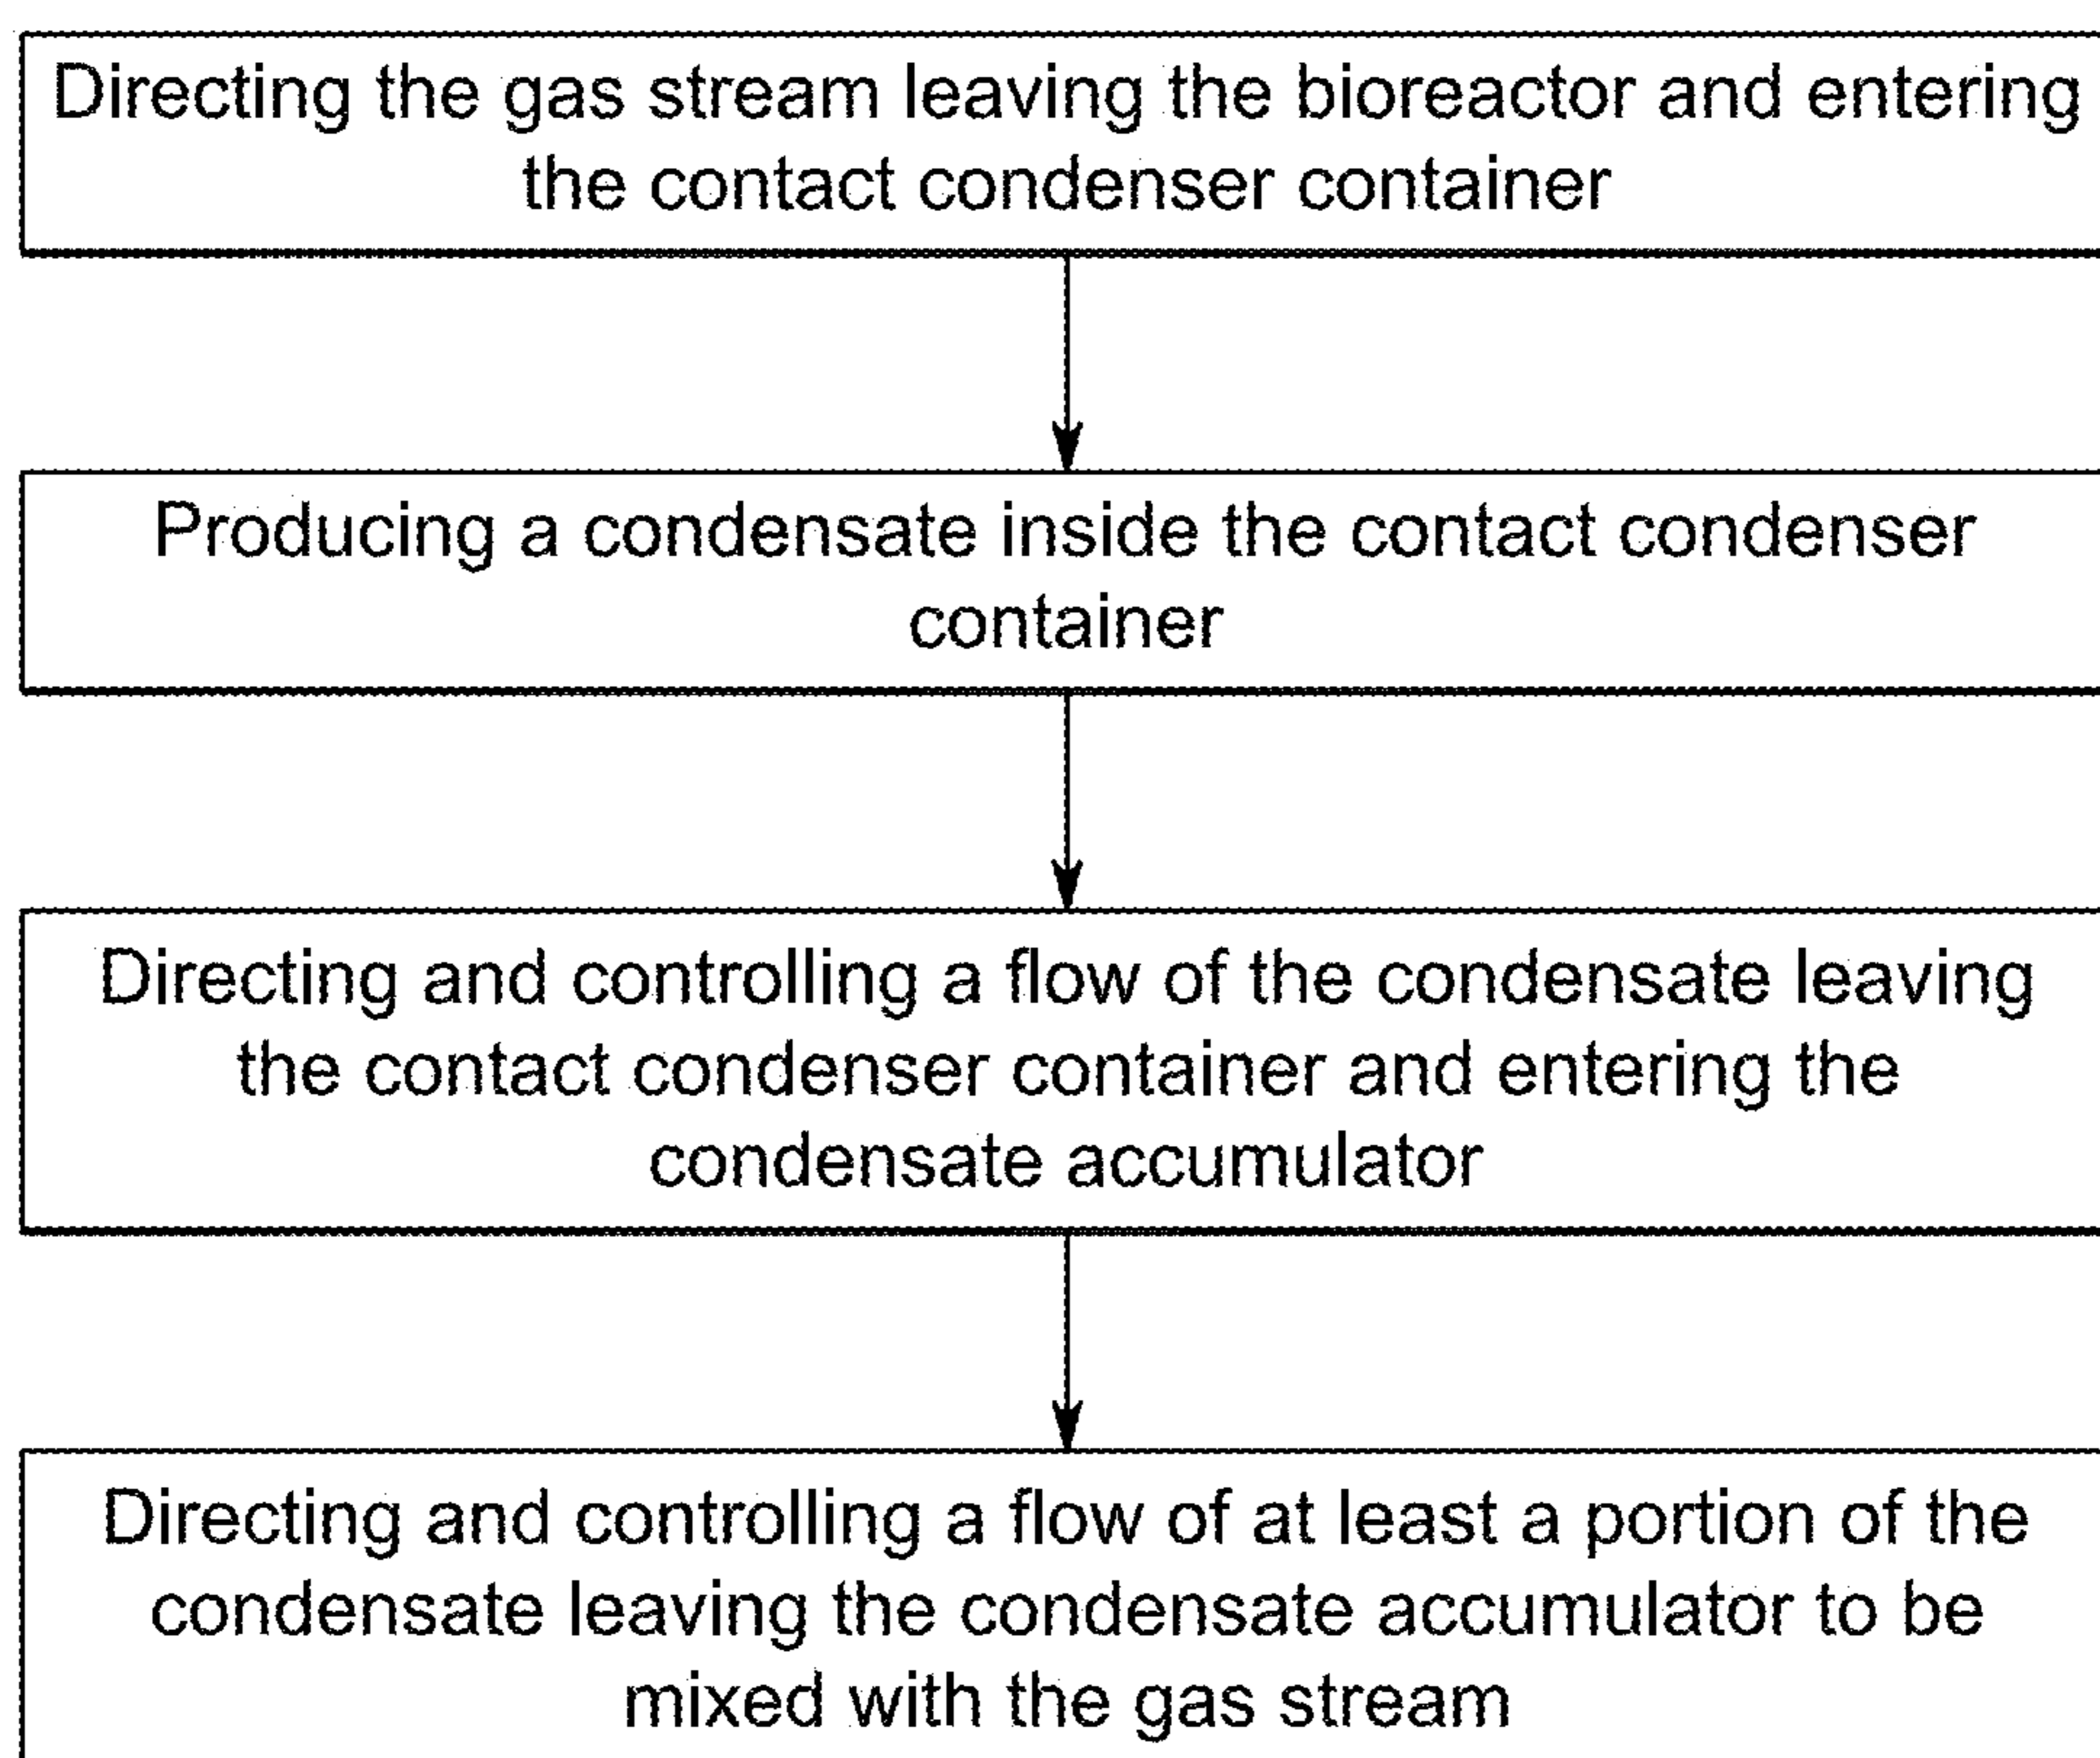 Directing the gas stream leaving the bioreactor and entering
the contact condenser container
Producing a condensate inside the contact condenser
container
Directing and controlling a flow of the condensate leaving
the contact condenser container and entering the
condensate accumulator
Directing and controlling a flow of at least a portion of the
condensate leaving the condensate accumulator to be
mixed with the gas stream